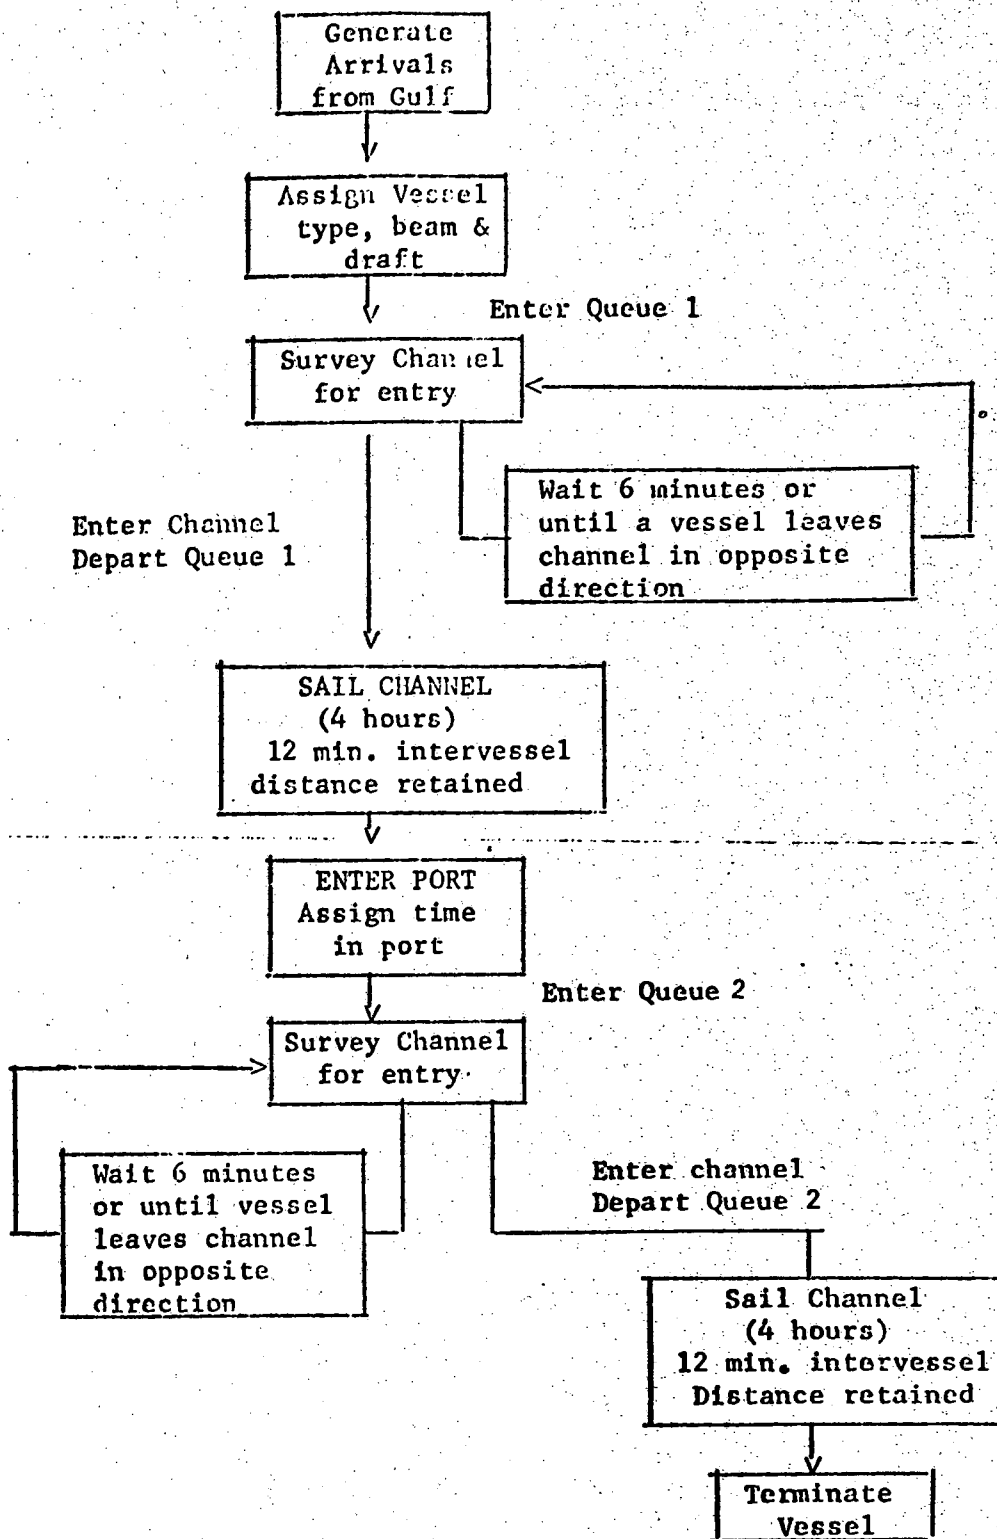 Generate
Arrivals
from Gulf
Assign Vessel
type, beam &
draft
Enter Queue 1
Survey Channel
for entry
Wait 6 minutes or
until a vessel leaves
channel in opposite
direction
Enter Channel
Depart Queue 1
SAIL CHANNEL
(4 hours)
12 min. intervessel
distance retained
ENTER PORT
Assign time
in port
Enter Queue 2
Survey Channel
for entry
Wait 6 minutes
or until vessel
leaves channel
in opposite
direction
Enter channel
Depart Queue 2
Sail Channel
(4 hours)
12 min. intervessel
Distance retained
Terminate
Vessel